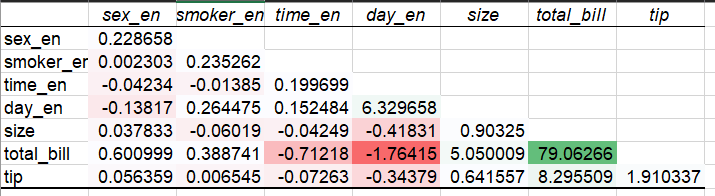 sex_en smoker_en time_en day_en size total_bill tip
sex_en 0.228658
smoker_en 0.002303 0.235262
time_en -0.04234 -0.01385 0.199699
day_en -0.13817 0.264475 0.152484 6.329658
size 0.037833 -0.06019 -0.04249 -0.41831 0.90325
total_bill 0.600999 0.388741 -0.71218 -1.76415 5.050009 79.06266
tip 0.056359 0.006545 -0.07263 -0.34379 0.641557 8.295509 1.910337